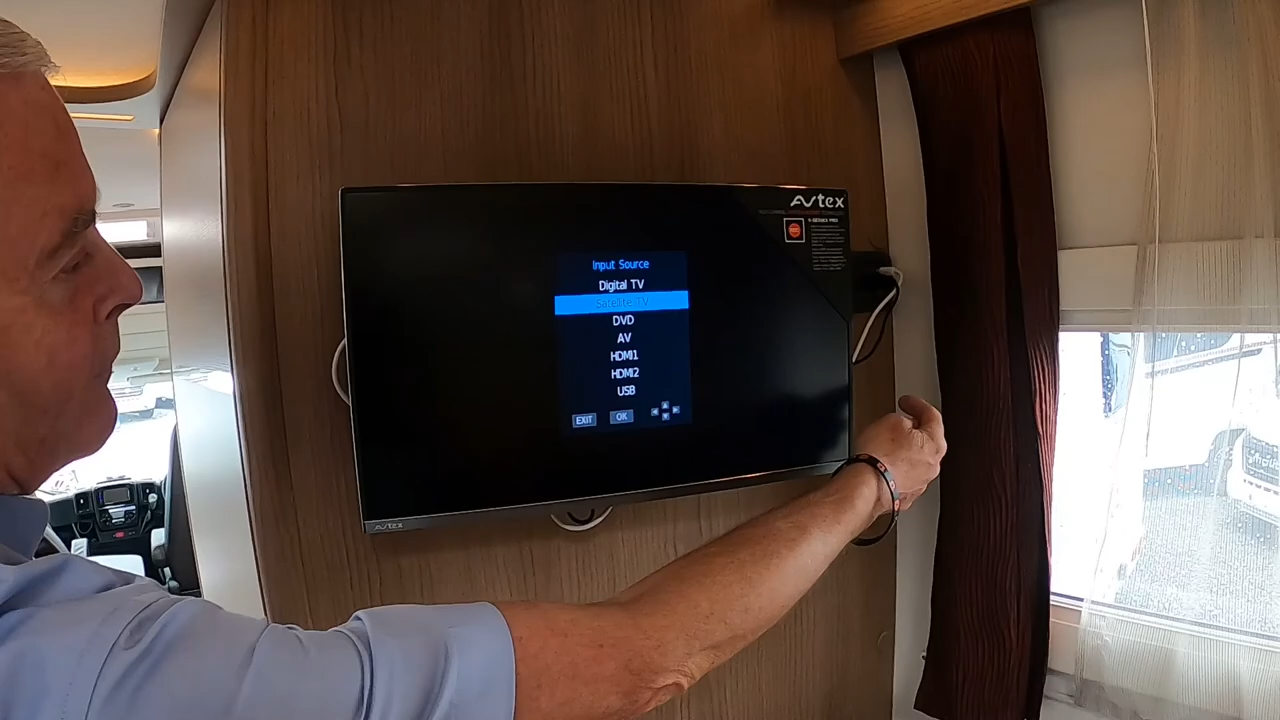 Avtex
Input Source
Digital TV
Satellite TV
DVD
AV
HDMI1
HDMI2
USB
EXIT
OK
Avtex